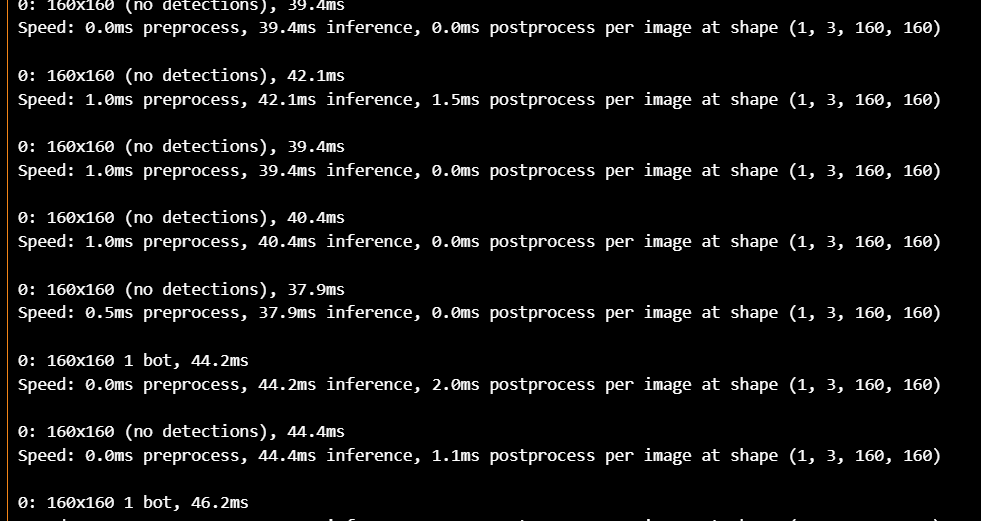 0: 160x160 (no detections), 39.4ms
Speed: 0.0ms preprocess, 39.4ms inference, 0.0ms postprocess per image at shape (1, 3, 160, 160)
0: 160x160 (no detections), 42.1ms
Speed: 1.0ms preprocess, 42.1ms inference, 1.5ms postprocess per image at shape (1, 3, 160, 160)
0: 160x160 (no detections), 39.4ms
Speed: 1.0ms preprocess, 39.4ms inference, 0.0ms postprocess per image at shape (1, 3, 160, 160)
0: 160x160 (no detections), 40.4ms
Speed: 1.0ms preprocess, 40.4ms inference, 0.0ms postprocess per image at shape (1, 3, 160, 160)
0: 160x160 (no detections), 37.9ms
Speed: 0.5ms preprocess, 37.9ms inference, 0.0ms postprocess per image at shape (1, 3, 160, 160)
0: 160x160 1 bot, 44.2ms
Speed: 0.0ms preprocess, 44.2ms inference, 2.0ms postprocess per image at shape (1, 3, 160, 160)
0: 160x160 (no detections), 44.4ms
Speed: 0.0ms preprocess, 44.4ms inference, 1.1ms postprocess per image at shape (1, 3, 160, 160)
0: 160x160 1 bot, 46.2ms